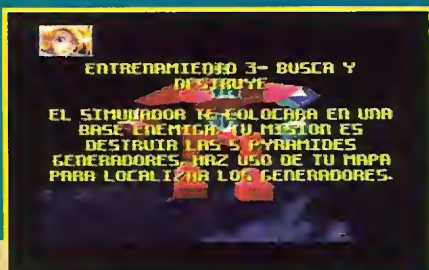 ENTRENAMIENTO 3- BUSCA Y
DESTRUYE
EL SIMULADOR TE COLOCARA EN UNA
BASE ENEMIGA. TU MISION ES
DESTRUIR LAS 5 PYRAMIDES
GENERADORES. HAZ USO DE TU MAPA
PARA LOCALIZAR LOS GENERADORES.